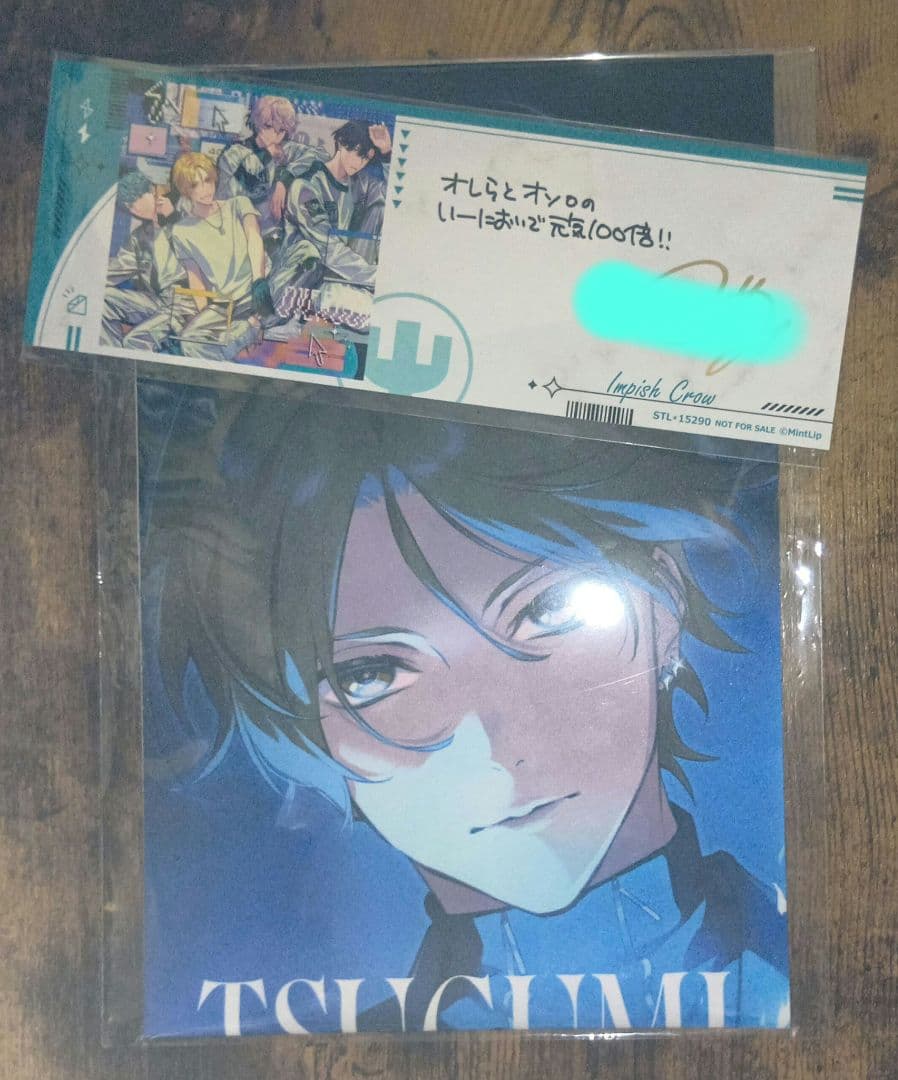 オレらとオソロの
いーにおいで元気100倍!!
Impish Crow
STL-15290 NOT FOR SALE ©MintLip
TSUGUMI